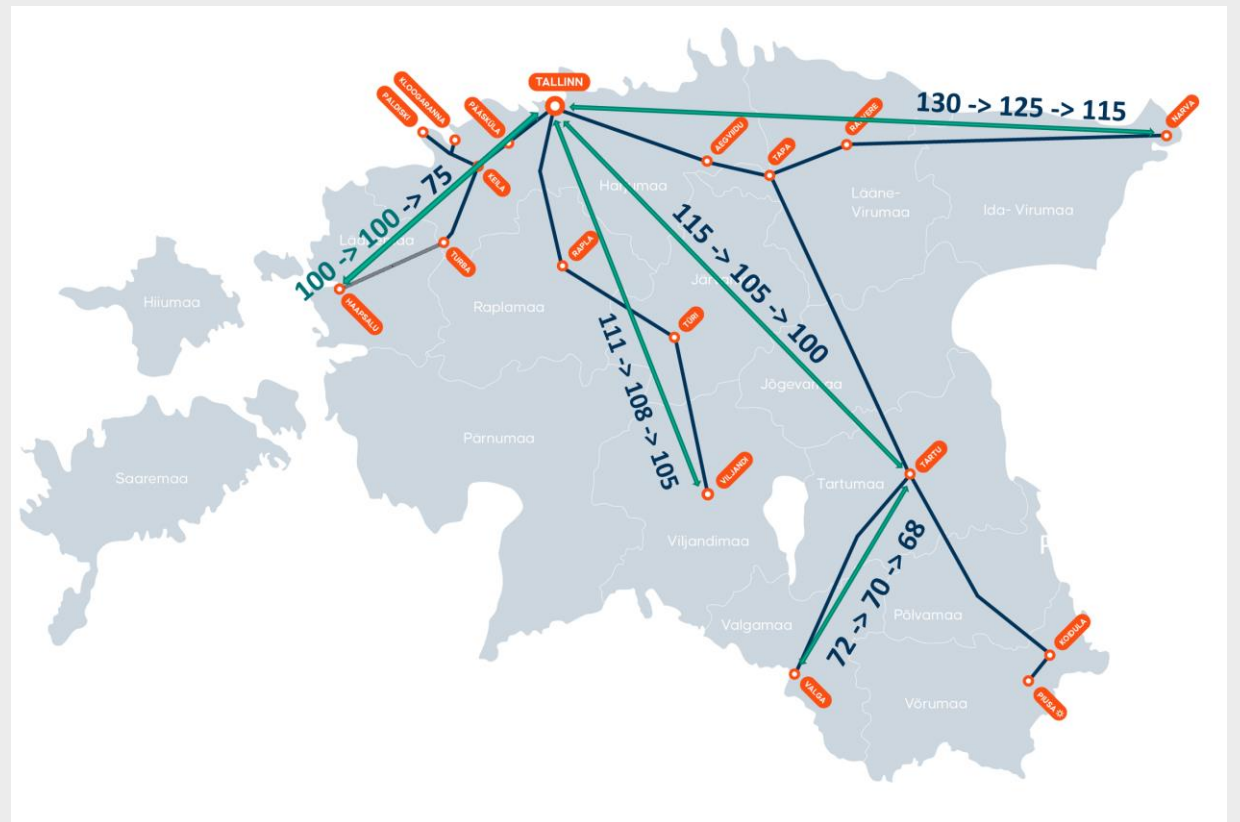 TALLINN
KLOOGARANNA
PALDISKI
PÄÄSKÜLA
KEILA
AEGVIIDU
TAPA
RAKVERE
130 -> 125 -> 115
NARVA
Harjumaa
Lääne-
Virumaa
Ida- Virumaa
100 -> 100 -> 75
TURBA
HAAPSALU
RAPLA
Hiiumaa
Raplamaa
115 -> 105 -> 100
TÜRI
111 -> 108 -> 105
Jõgevamaa
Pärnumaa
Saaremaa
VILJANDI
Tartumaa
TARTU
Viljandimaa
72 -> 70 -> 68
Valgamaa
Põlvamaa
KOIDULA
VALGA
PIUSA
Võrumaa